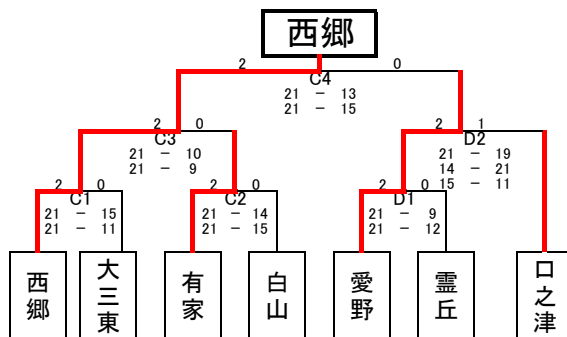 西郷
2 0
C4
21 － 13
21 － 15
2 0
C3
21 － 10
21 － 9
2 1
D2
21 － 19
14 － 21
15 － 11
2 0
C1
21 － 15
21 － 11
2 0
C2
21 － 14
21 － 15
2 0
D1
21 － 9
21 － 12
西郷
大三東
有家
白山
愛野
霊丘
口之津